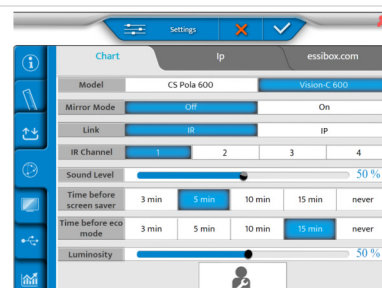 Settings
Chart Ip essibox.com
Model CS Pola 600 Vision-C 600
Mirror Mode Off On
Link IR IP
IR Channel 1 2 3 4
Sound Level 50 %
Time before screen saver 3 min 5 min 10 min 15 min never
Time before eco mode 3 min 5 min 10 min 15 min never
Luminosity 50 %